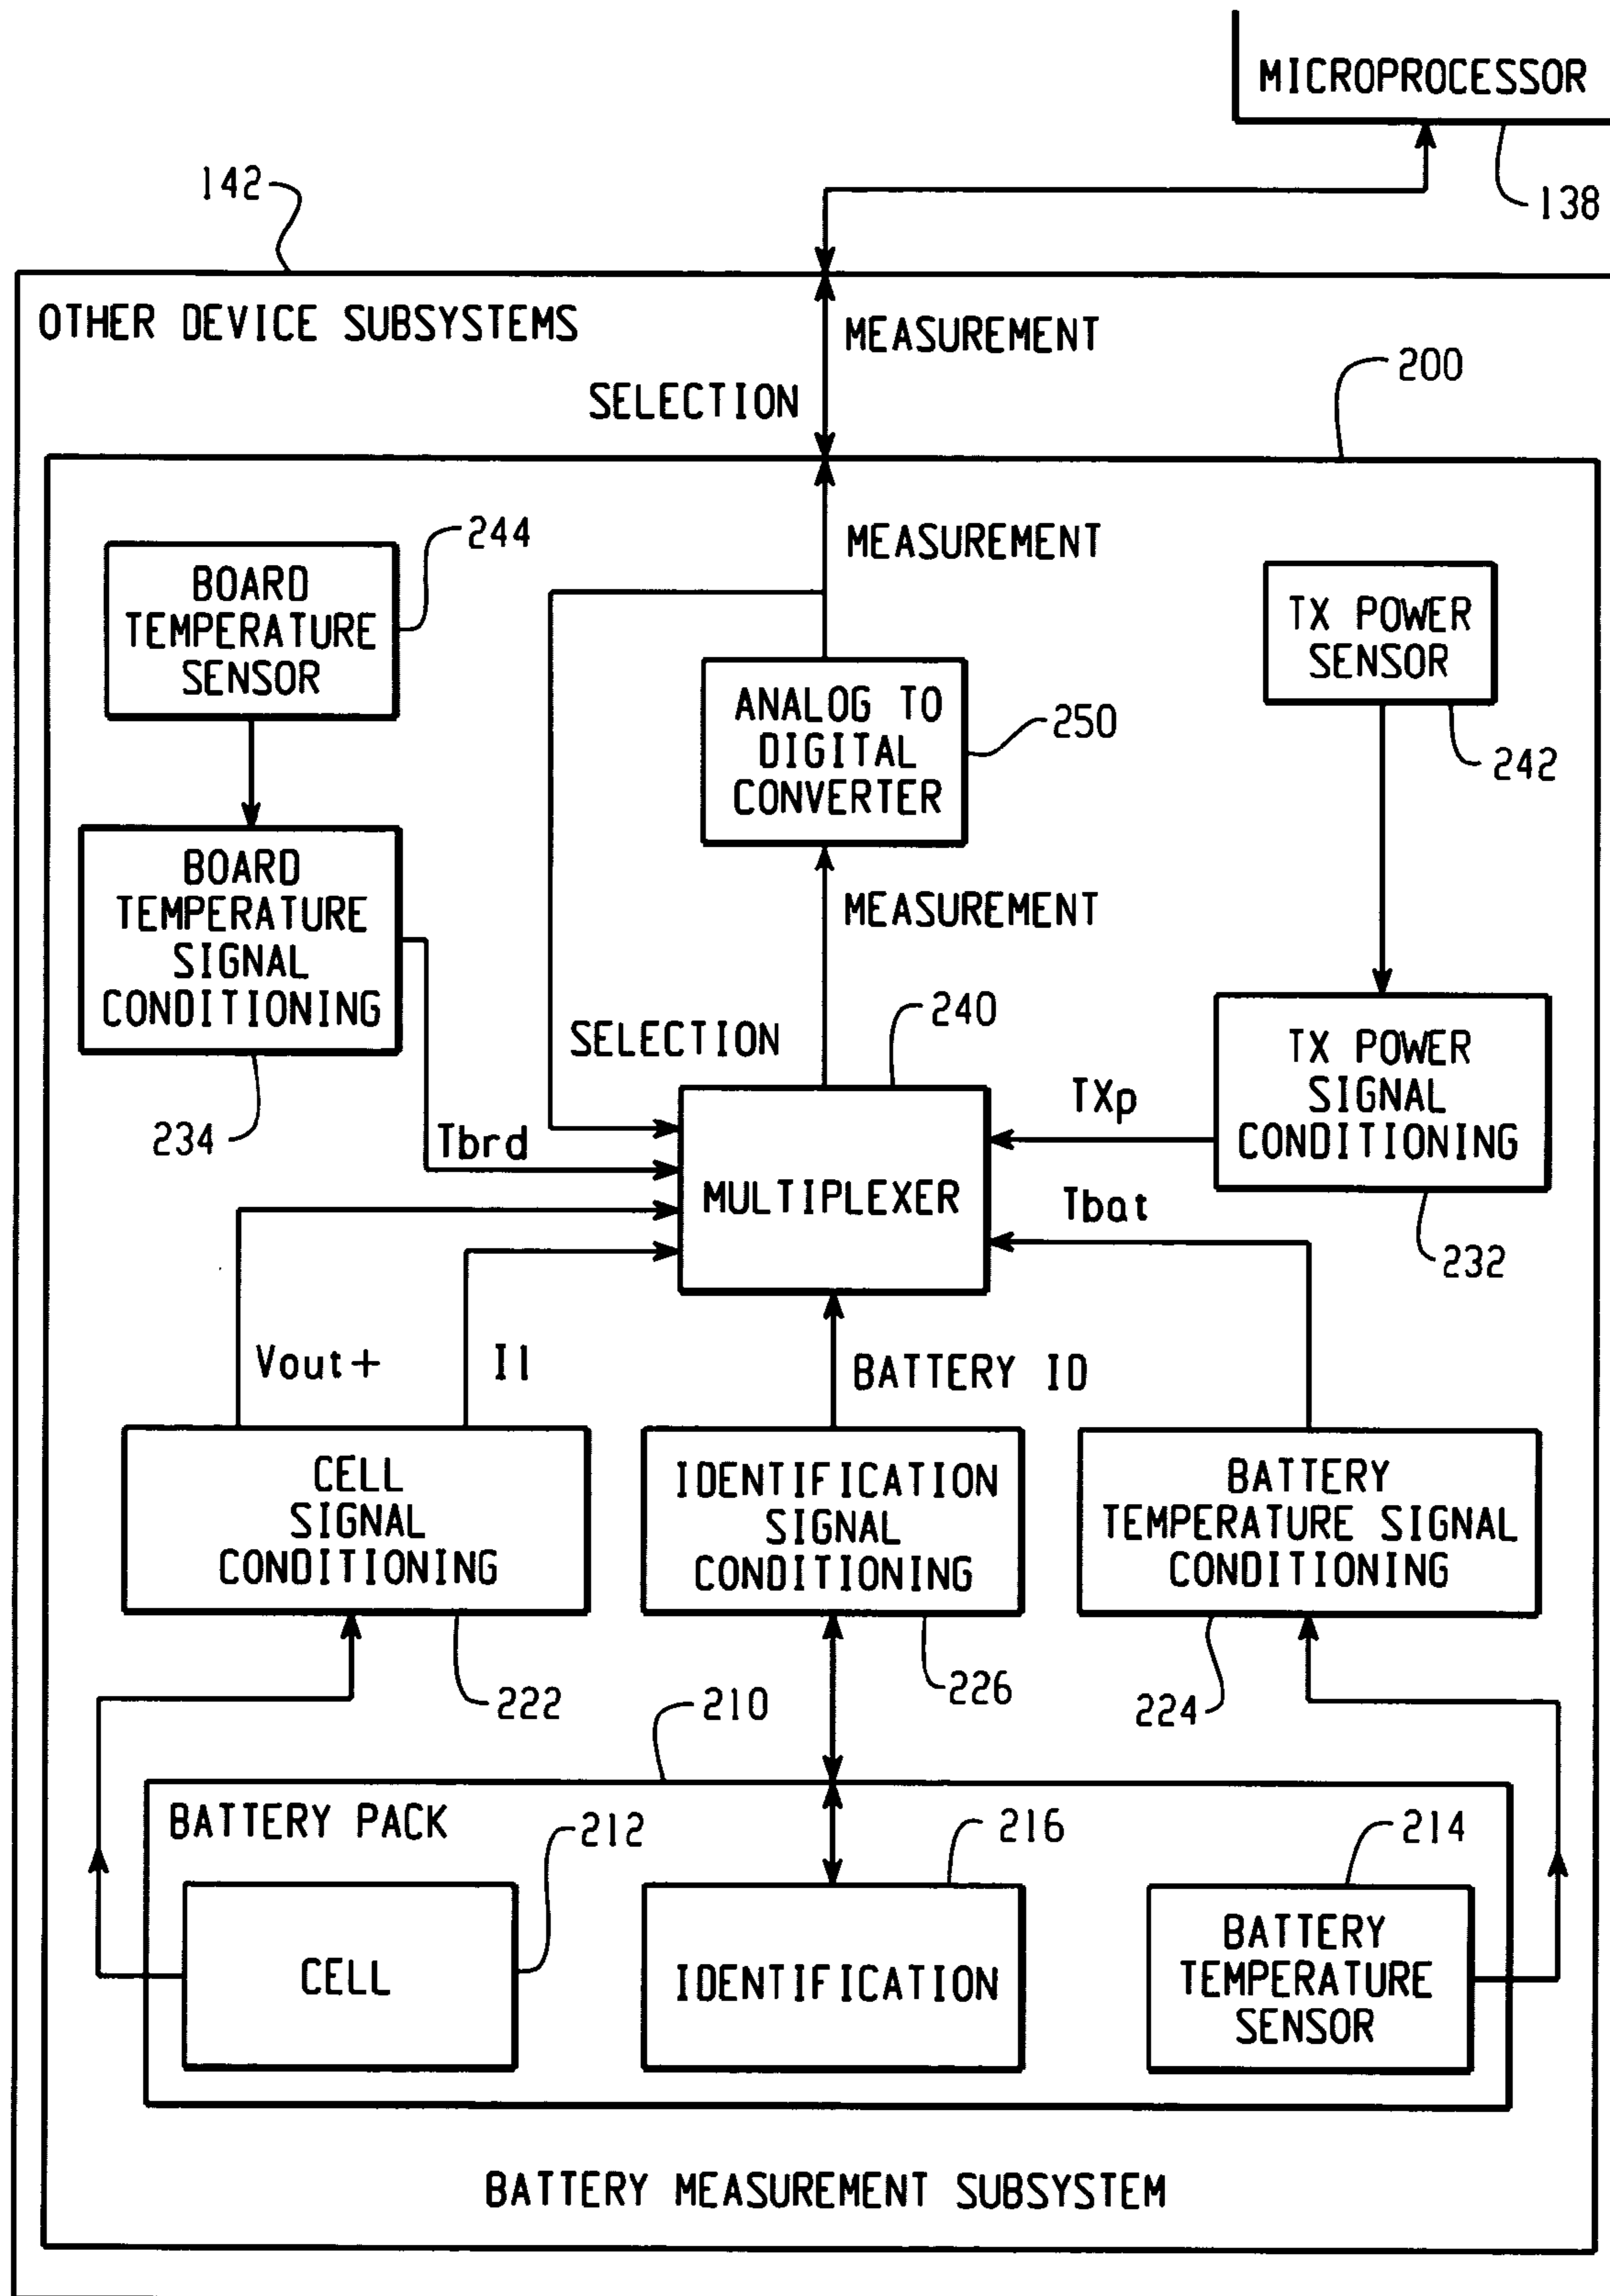 MICROPROCESSOR
138
142
OTHER DEVICE SUBSYSTEMS
MEASUREMENT
SELECTION
200
244
BOARD
TEMPERATURE
SENSOR
MEASUREMENT
TX POWER
SENSOR
242
ANALOG TO
DIGITAL
CONVERTER
250
BOARD
TEMPERATURE
SIGNAL
CONDITIONING
234
MEASUREMENT
SELECTION
240
TX POWER
SIGNAL
CONDITIONING
232
Tbrd
TXp
MULTIPLEXER
Tbat
Vout+
Il
BATTERY ID
CELL
SIGNAL
CONDITIONING
222
IDENTIFICATION
SIGNAL
CONDITIONING
226
BATTERY
TEMPERATURE SIGNAL
CONDITIONING
224
210
BATTERY PACK
212
216
214
CELL
IDENTIFICATION
BATTERY
TEMPERATURE
SENSOR
BATTERY MEASUREMENT SUBSYSTEM